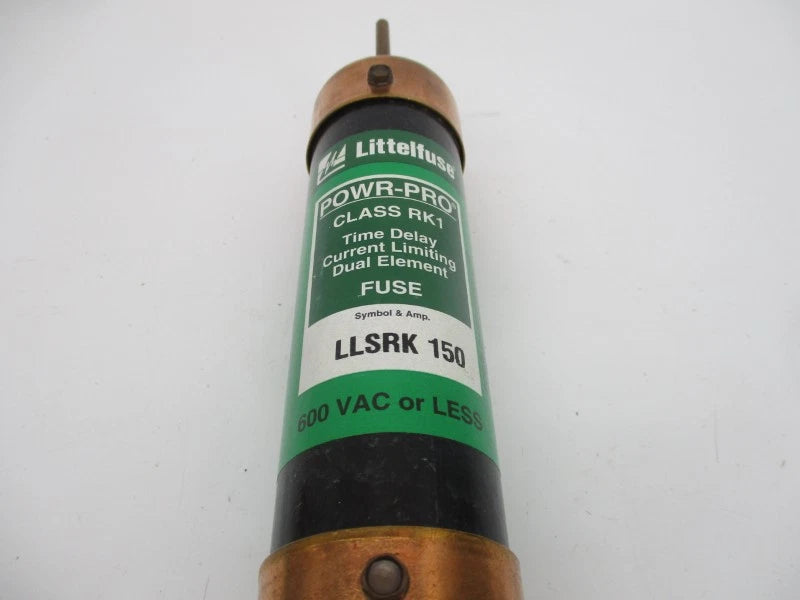 Littelfuse®
POWR-PRO®
CLASS RK1
Time Delay
Current Limiting
Dual Element
FUSE
Symbol & Amp.
LLSRK 150
600 VAC or LESS